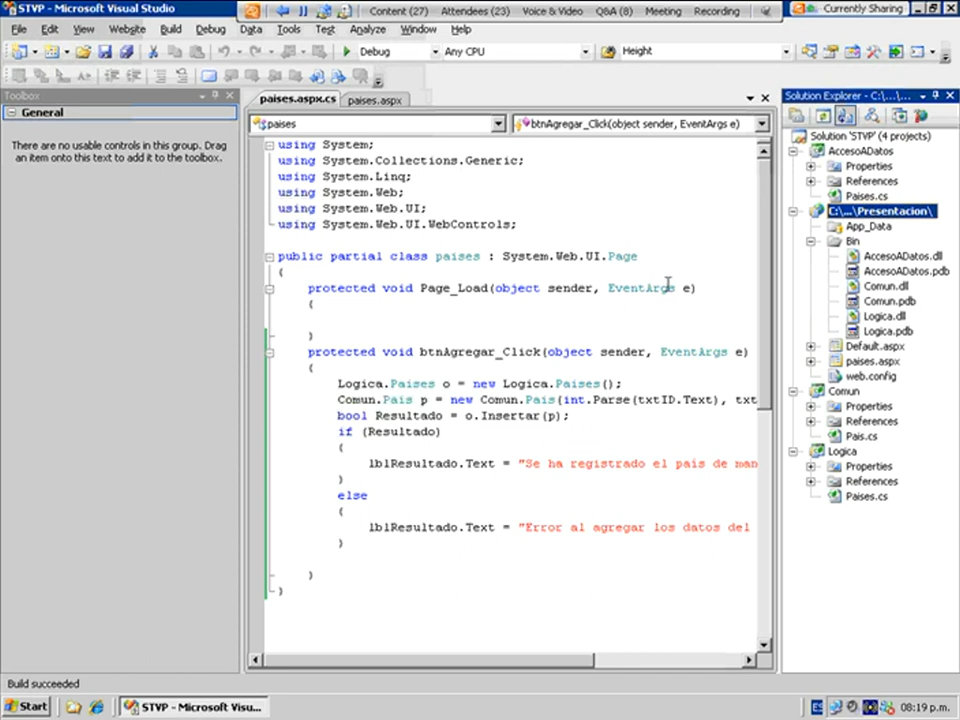 STVP - Microsoft Visual Studio
Content (27) Attendees (23) Voice & Video Q&A (8) Meeting Recording
Currently Sharing
File Edit View Website Build Debug Data Tools Test Analyze Window Help
Debug Any CPU Height
Toolbox
General
There are no usable controls in this group. Drag
an item onto this text to add it to the toolbox.
paises.aspx.cs paises.aspx
paises btnAgregar_Click(object sender, EventArgs e)
using System;
using System.Collections.Generic;
using System.Linq;
using System.Web;
using System.Web.UI;
using System.Web.UI.WebControls;
public partial class paises : System.Web.UI.Page
{
protected void Page_Load(object sender, EventArgs e)
{
}
protected void btnAgregar_Click(object sender, EventArgs e)
{
Logica.Paises o = new Logica.Paises();
Comun.Pais p = new Comun.Pais(int.Parse(txtID.Text), txt
bool Resultado = o.Insertar(p);
if (Resultado)
{
lblResultado.Text = "Se ha registrado el pais de man
}
else
{
lblResultado.Text = "Error al agregar los datos del
}
}
}
Solution Explorer - C:\...\...
Solution 'STVP' (4 projects)
AccesoADatos
Properties
References
Paises.cs
C:\...\Presentacion\
App_Data
Bin
AccesoADatos.dll
AccesoADatos.pdb
Comun.dll
Comun.pdb
Logica.dll
Logica.pdb
Default.aspx
paises.aspx
web.config
Comun
Properties
References
Pais.cs
Logica
Properties
References
Paises.cs
Build succeeded
Start STVP - Microsoft Visu... ES 08:19 p.m.